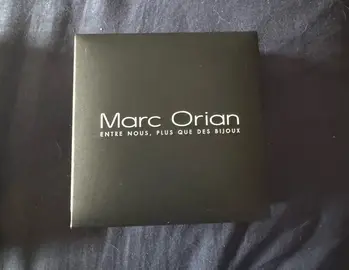 Marc Orian
ENTRE NOUS, PLUS QUE DES BIJOUX